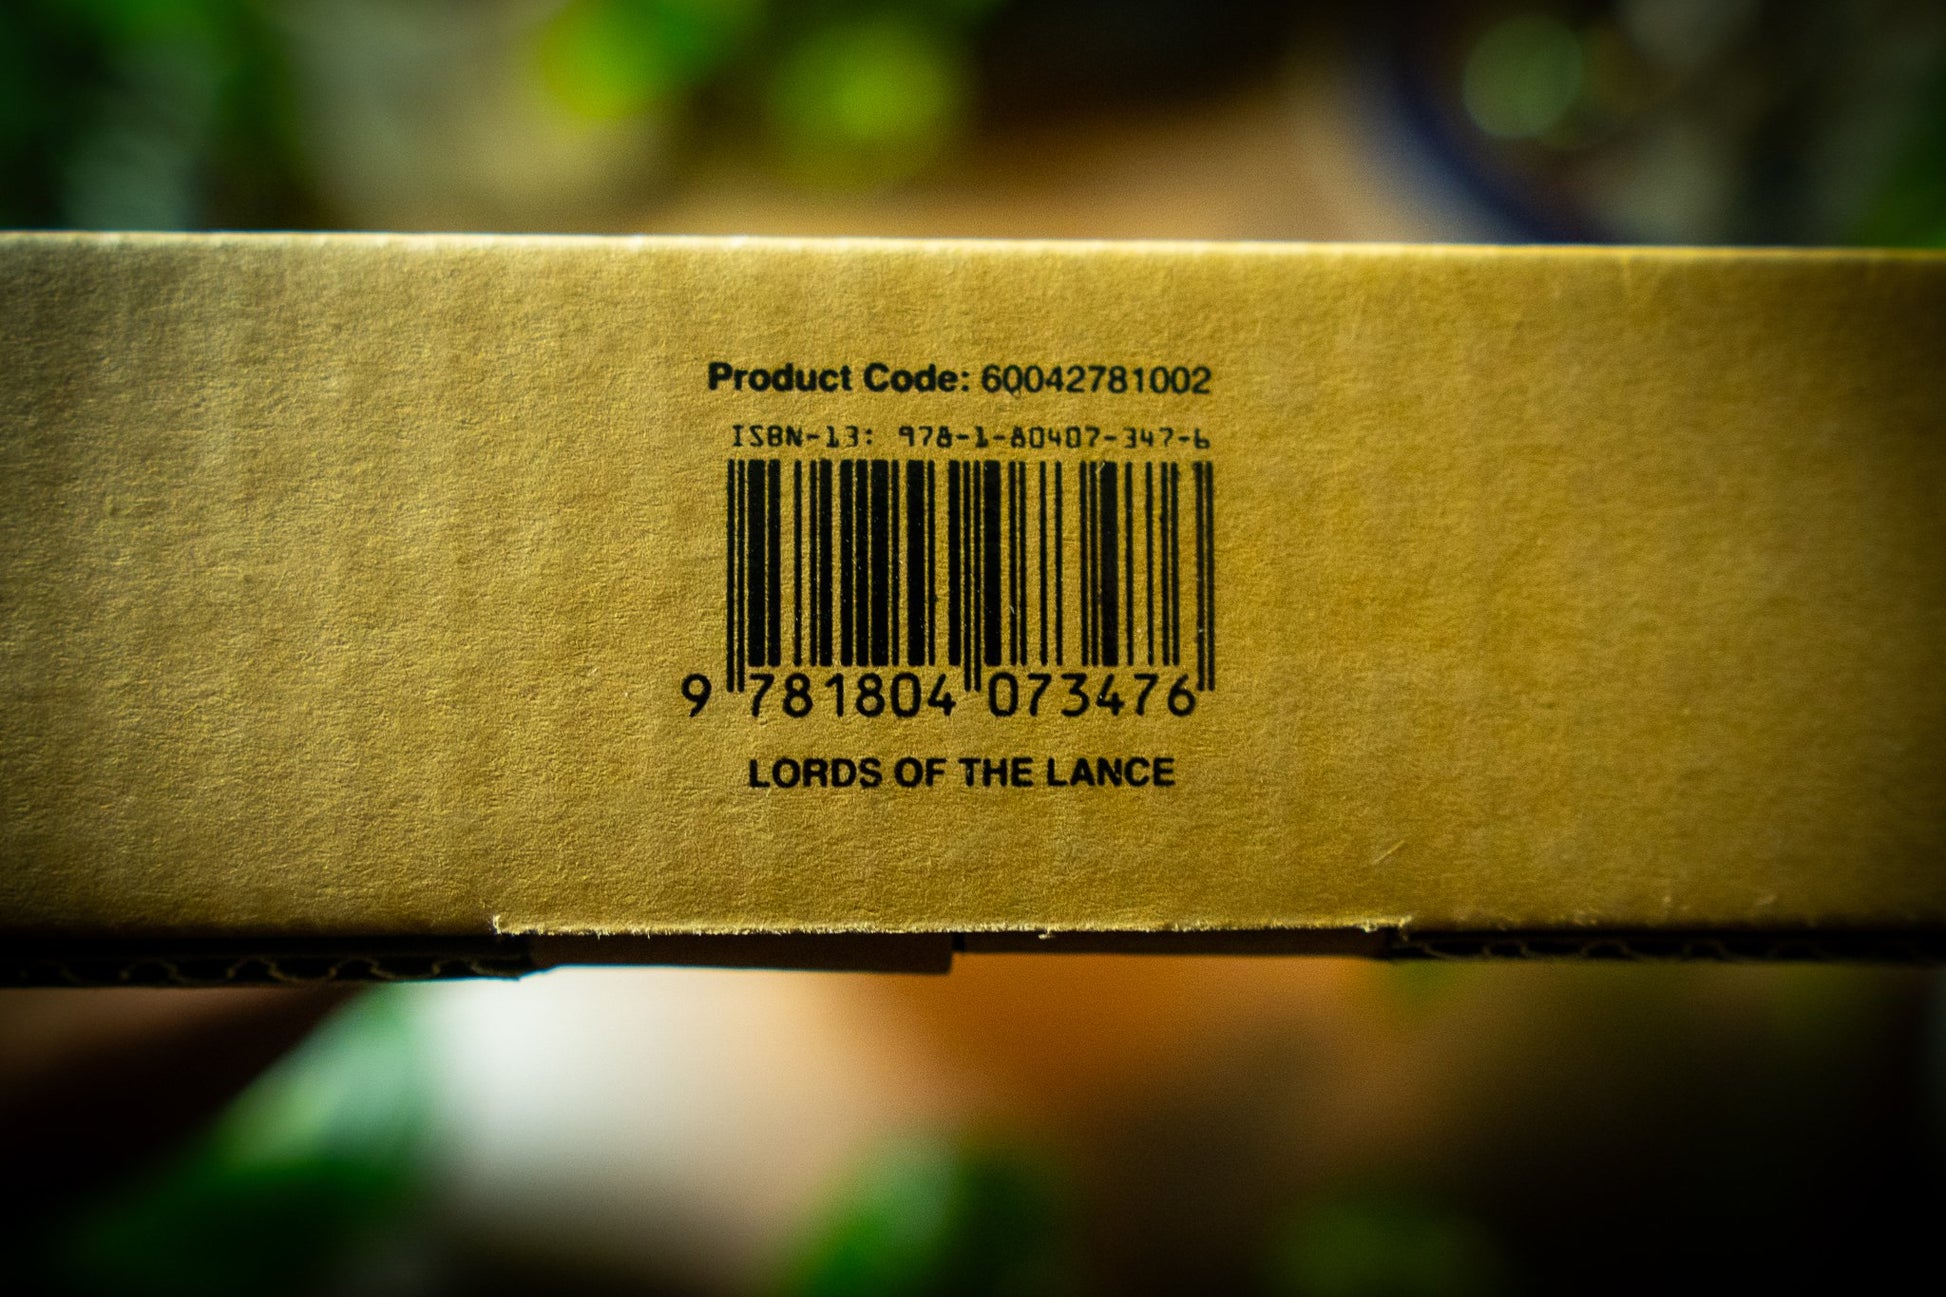 Product Code: 60042781002
ISBN-13: 978-1-80407-347-6
9 781804 073476
LORDS OF THE LANCE